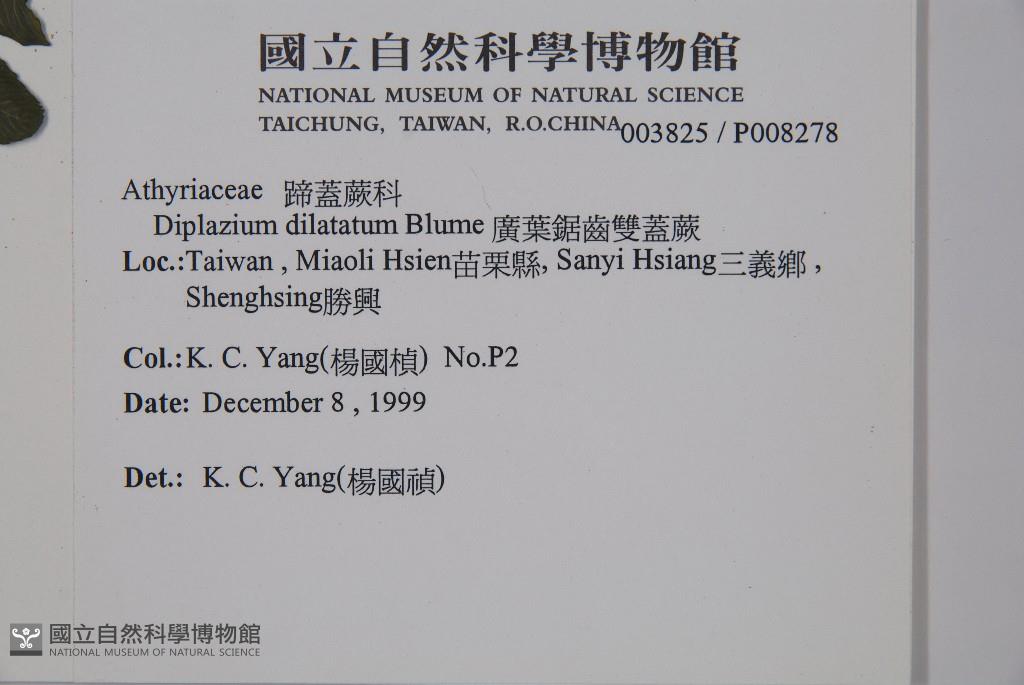 國立自然科學博物館
NATIONAL MUSEUM OF NATURAL SCIENCE
TAICHUNG, TAIWAN, R.O.CHINA 003825 / P008278
Athyriaceae 蹄蓋蕨科
Diplazium dilatatum Blume 廣葉鋸齒雙蓋蕨
Loc.:Taiwan , Miaoli Hsien苗栗縣, Sanyi Hsiang三義鄉 ,
Shenghsing勝興
Col.:K. C. Yang(楊國楨) No.P2
Date: December 8 , 1999
Det.: K. C. Yang(楊國禎)
國立自然科學博物館
NATIONAL MUSEUM OF NATURAL SCIENCE